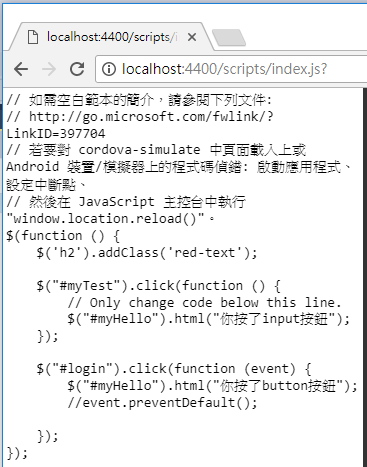 localhost:4400/scripts/i
localhost:4400/scripts/index.js?
// 如需空白範本的簡介，請參閱下列文件:
// http://go.microsoft.com/fwlink/?
LinkID=397704
// 若要對 cordova-simulate 中頁面載入上或
Android 裝置/模擬器上的程式碼偵錯: 啟動應用程式、
設定中斷點、
// 然後在 JavaScript 主控台中執行
"window.location.reload()"。
$(function () {
    $('h2').addClass('red-text');

    $("#myTest").click(function () {
        // Only change code below this line.
        $("#myHello").html("你按了input按鈕");
    });

    $("#login").click(function (event) {
        $("#myHello").html("你按了button按鈕");
        //event.preventDefault();

    });
});